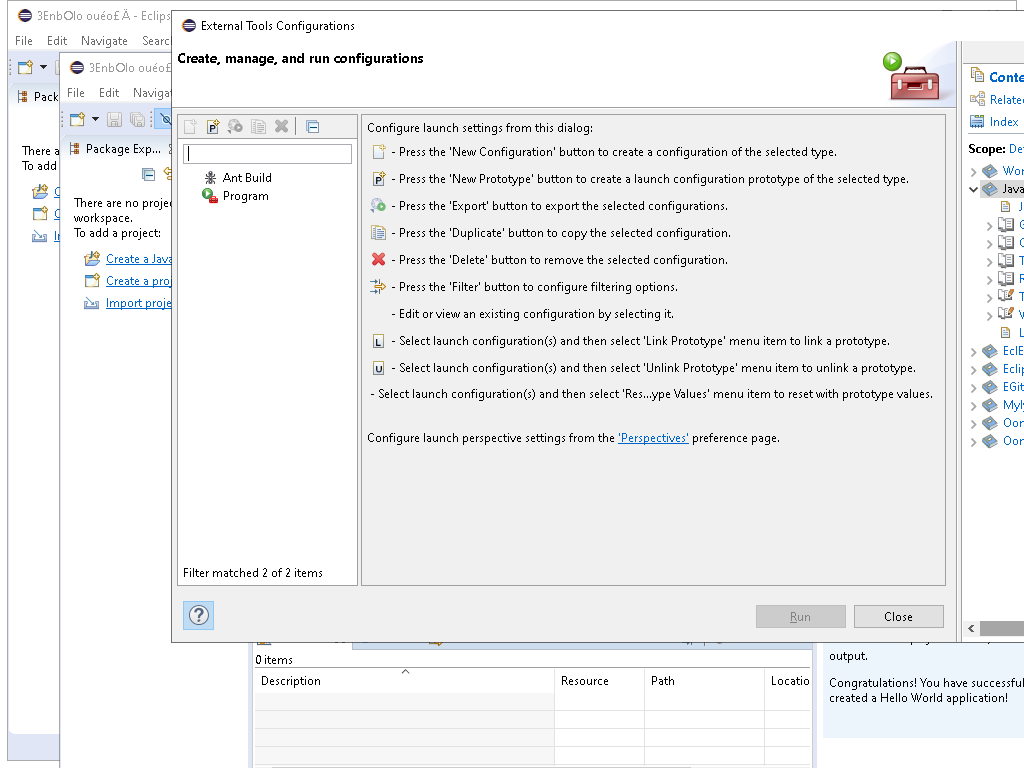 3EnbOlo ouéo£Ä - Eclips
File Edit Navigate Searc
Pack
To add
3EnbOlo ouéo£
File Edit Naviga
Package Exp...
There are no proje
workspace.
To add a project:
Create a Java
Create a proj
Import proje
External Tools Configurations
Create, manage, and run configurations
Ant Build
Program
Filter matched 2 of 2 items
Configure launch settings from this dialog:
- Press the 'New Configuration' button to create a configuration of the selected type.
- Press the 'New Prototype' button to create a launch configuration prototype of the selected type.
- Press the 'Export' button to export the selected configurations.
- Press the 'Duplicate' button to copy the selected configuration.
- Press the 'Delete' button to remove the selected configuration.
- Press the 'Filter' button to configure filtering options.
- Edit or view an existing configuration by selecting it.
- Select launch configuration(s) and then select 'Link Prototype' menu item to link a prototype.
- Select launch configuration(s) and then select 'Unlink Prototype' menu item to unlink a prototype.
- Select launch configuration(s) and then select 'Res...ype Values' menu item to reset with prototype values.
Configure launch perspective settings from the 'Perspectives' preference page.
Run
Close
Conte
Relate
Index
Scope: De
Wor
Java
EclE
Eclip
EGit
Myly
Oon
Oon
0 items
Description Resource Path Locatio
output.
Congratulations! You have successful
created a Hello World application!